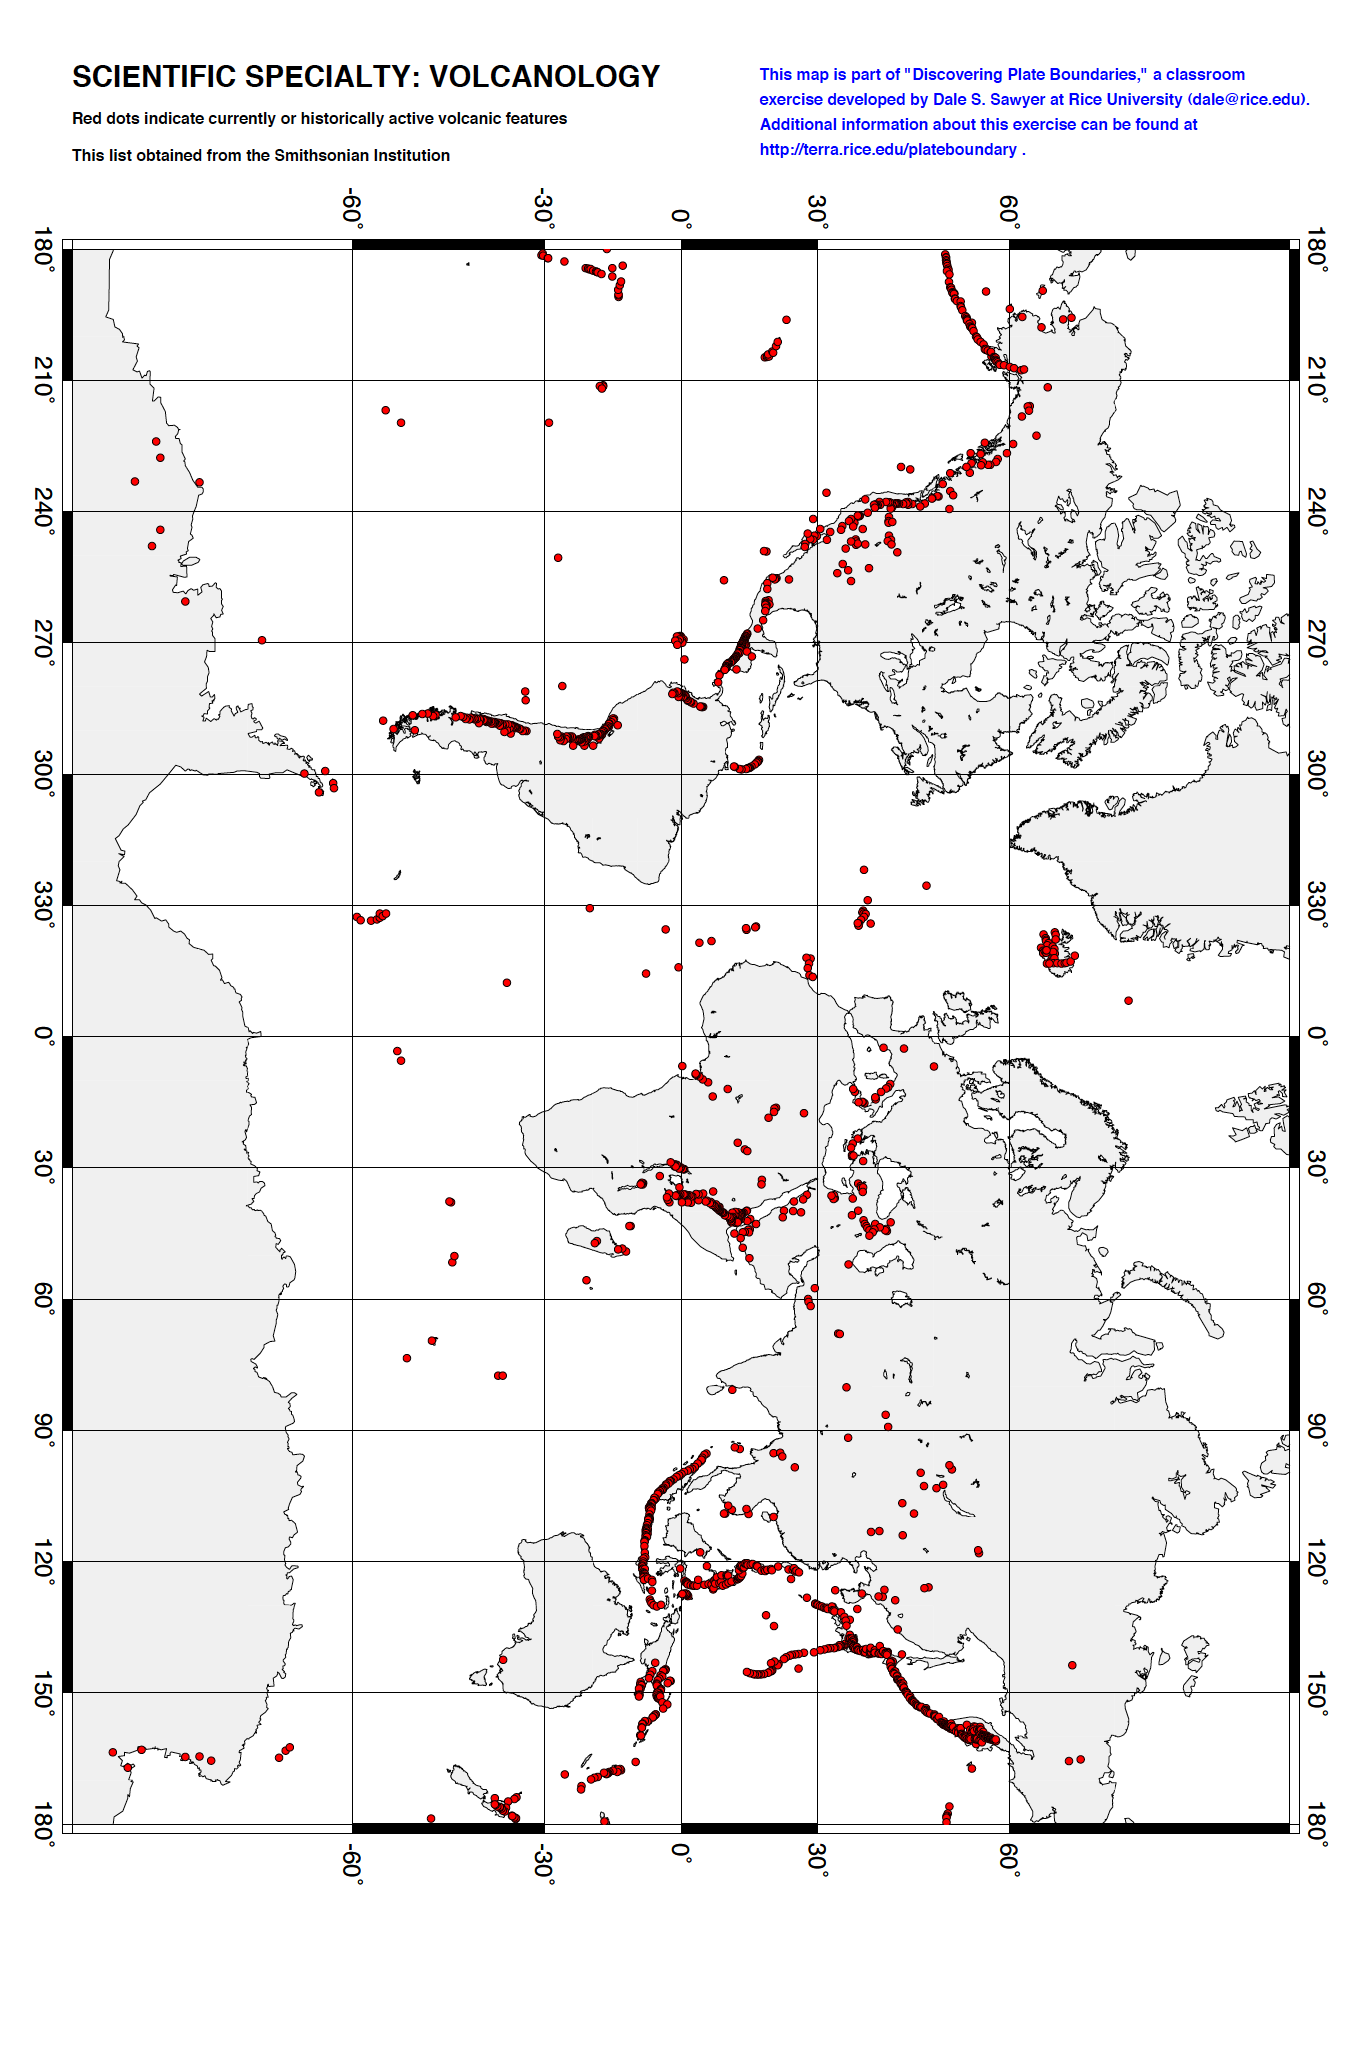 SCIENTIFIC SPECIALTY: VOLCANOLOGY
Red dots indicate currently or historically active volcanic features
This list obtained from the Smithsonian Institution
This map is part of "Discovering Plate Boundaries," a classroom
exercise developed by Dale S. Sawyer at Rice University (dale@rice.edu).
Additional information about this exercise can be found at
http://terra.rice.edu/plateboundary .
-60° -30° 0° 30° 60°
180° 180°
210° 210°
240° 240°
270° 270°
300° 300°
330° 330°
0° 0°
30° 30°
60° 60°
90° 90°
120° 120°
150° 150°
180° 180°
-60° -30° 0° 30° 60°